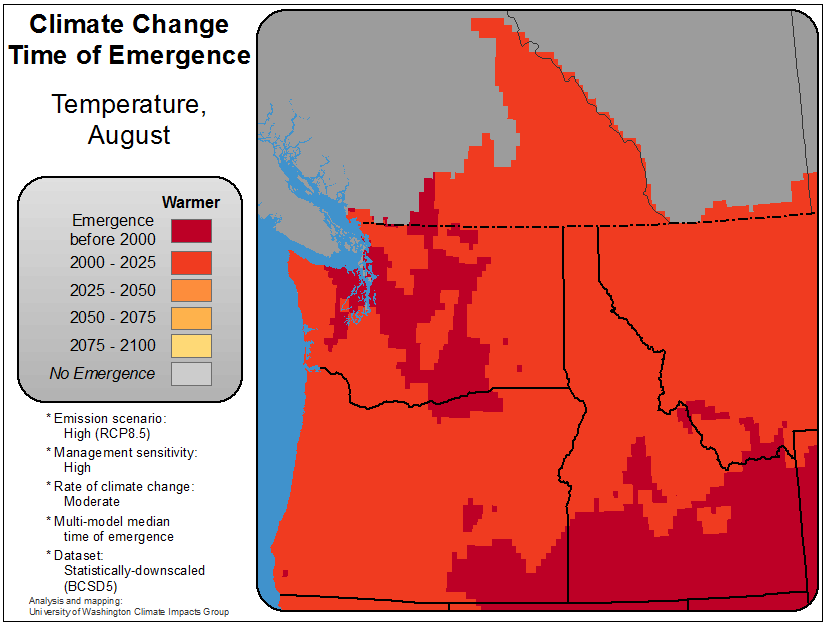 Climate Change
Time of Emergence
Temperature,
August
Warmer
Emergence
before 2000
2000 - 2025
2025 - 2050
2050 - 2075
2075 - 2100
No Emergence
* Emission scenario:
High (RCP8.5)
* Management sensitivity:
High
* Rate of climate change:
Moderate
* Multi-model median
time of emergence
* Dataset:
Statistically-downscaled
(BCSD5)
Analysis and mapping:
University of Washington Climate Impacts Group